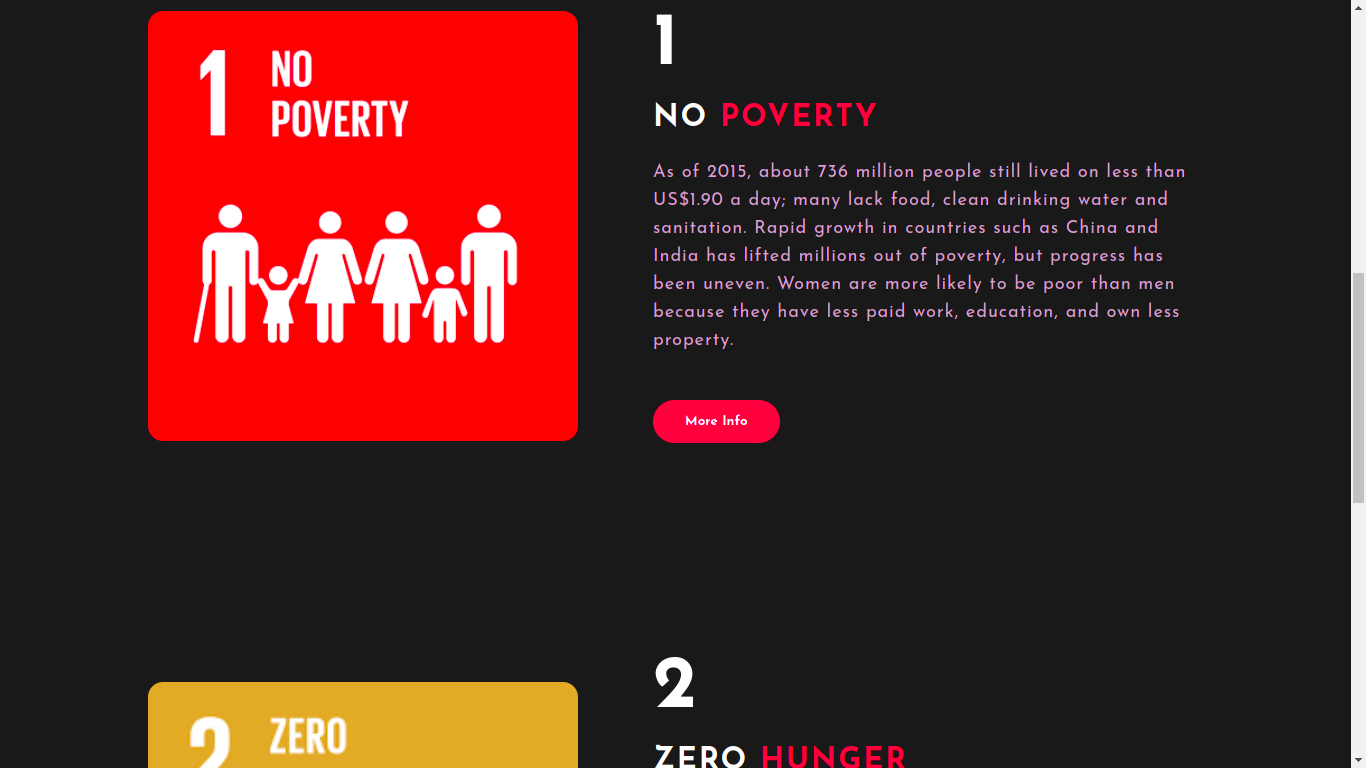 1
NO
POVERTY
1
NO POVERTY
As of 2015, about 736 million people still lived on less than
US$1.90 a day; many lack food, clean drinking water and
sanitation. Rapid growth in countries such as China and
India has lifted millions out of poverty, but progress has
been uneven. Women are more likely to be poor than men
because they have less paid work, education, and own less
property.
More Info
2
ZERO
2
ZERO HUNGER